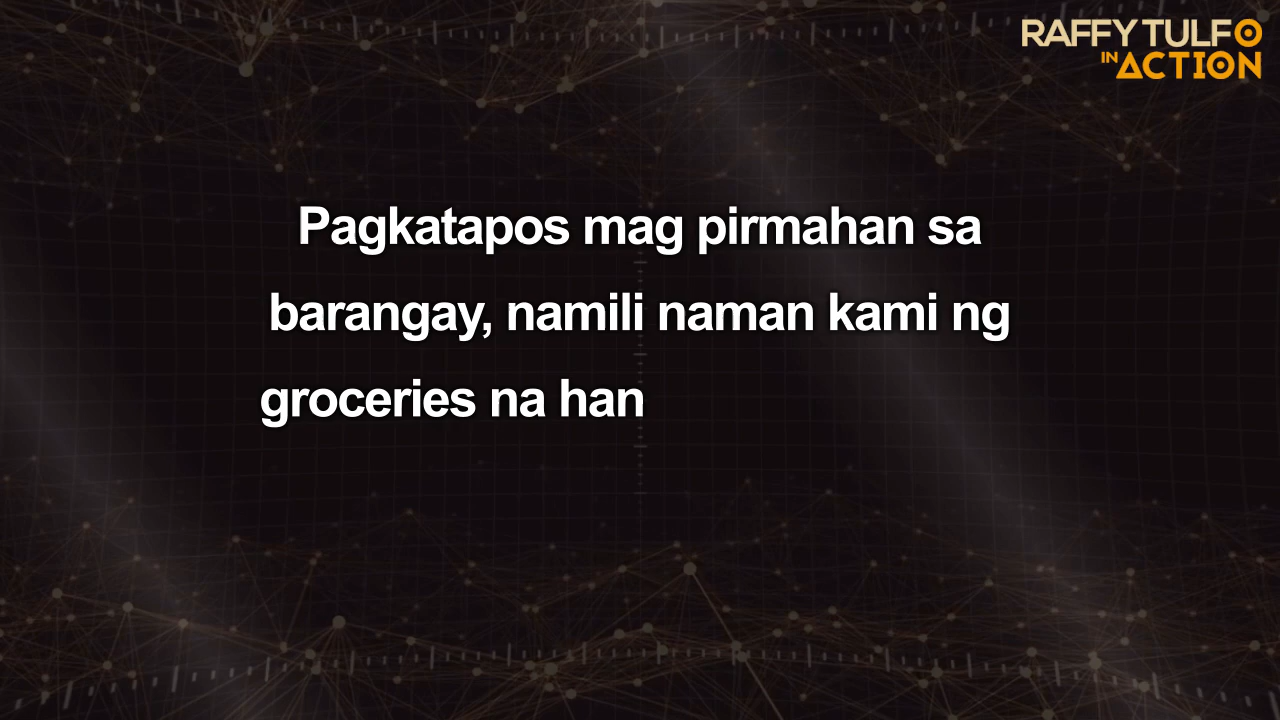 RAFFY TULFO
IN ACTION
Pagkatapos mag pirmahan sa
barangay, namili naman kami ng
groceries na han